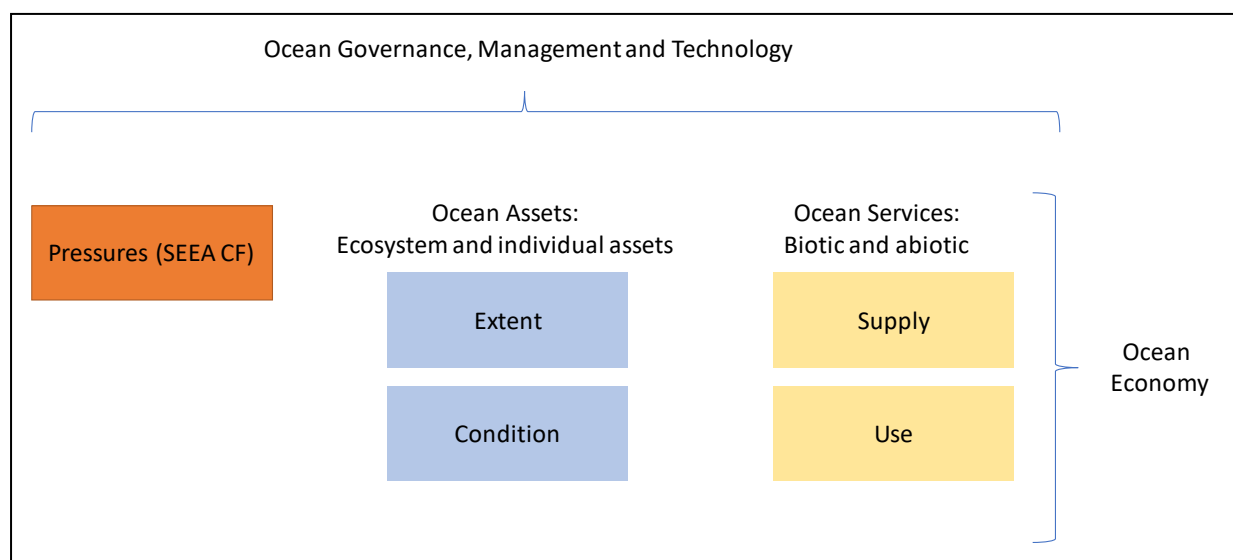 Ocean Governance, Management and Technology
Pressures (SEEA CF)
Ocean Assets:
Ecosystem and individual assets
Extent
Condition
Ocean Services:
Biotic and abiotic
Supply
Use
Ocean
Economy